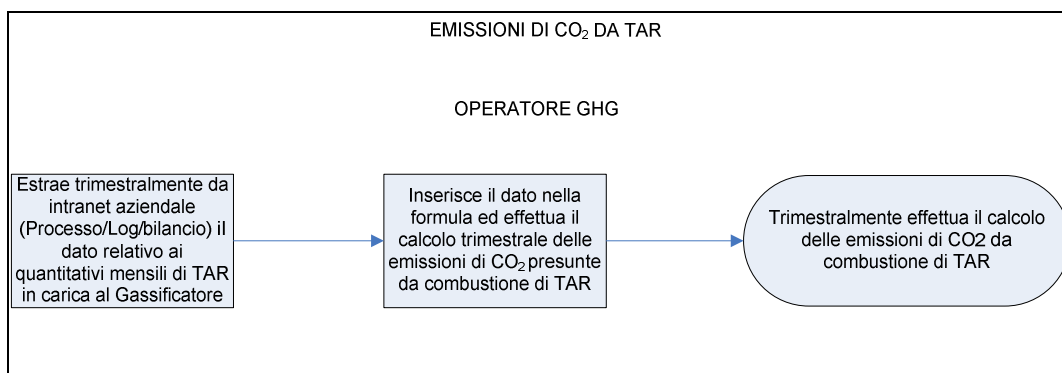 EMISSIONI DI CO₂ DA TAR
OPERATORE GHG
Estrae trimestralmente da
intranet aziendale
(Processo/Log/bilancio) il
dato relativo ai
quantitativi mensili di TAR
in carica al Gassificatore
Inserisce il dato nella
formula ed effettua il
calcolo trimestrale delle
emissioni di CO₂ presunte
da combustione di TAR
Trimestralmente effettua il calcolo
delle emissioni di CO2 da
combustione di TAR